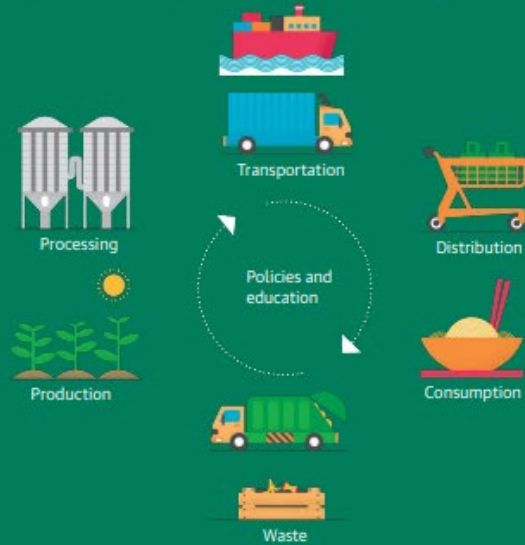 Transportation
Processing
Distribution
Policies and
education
Production
Consumption
Waste